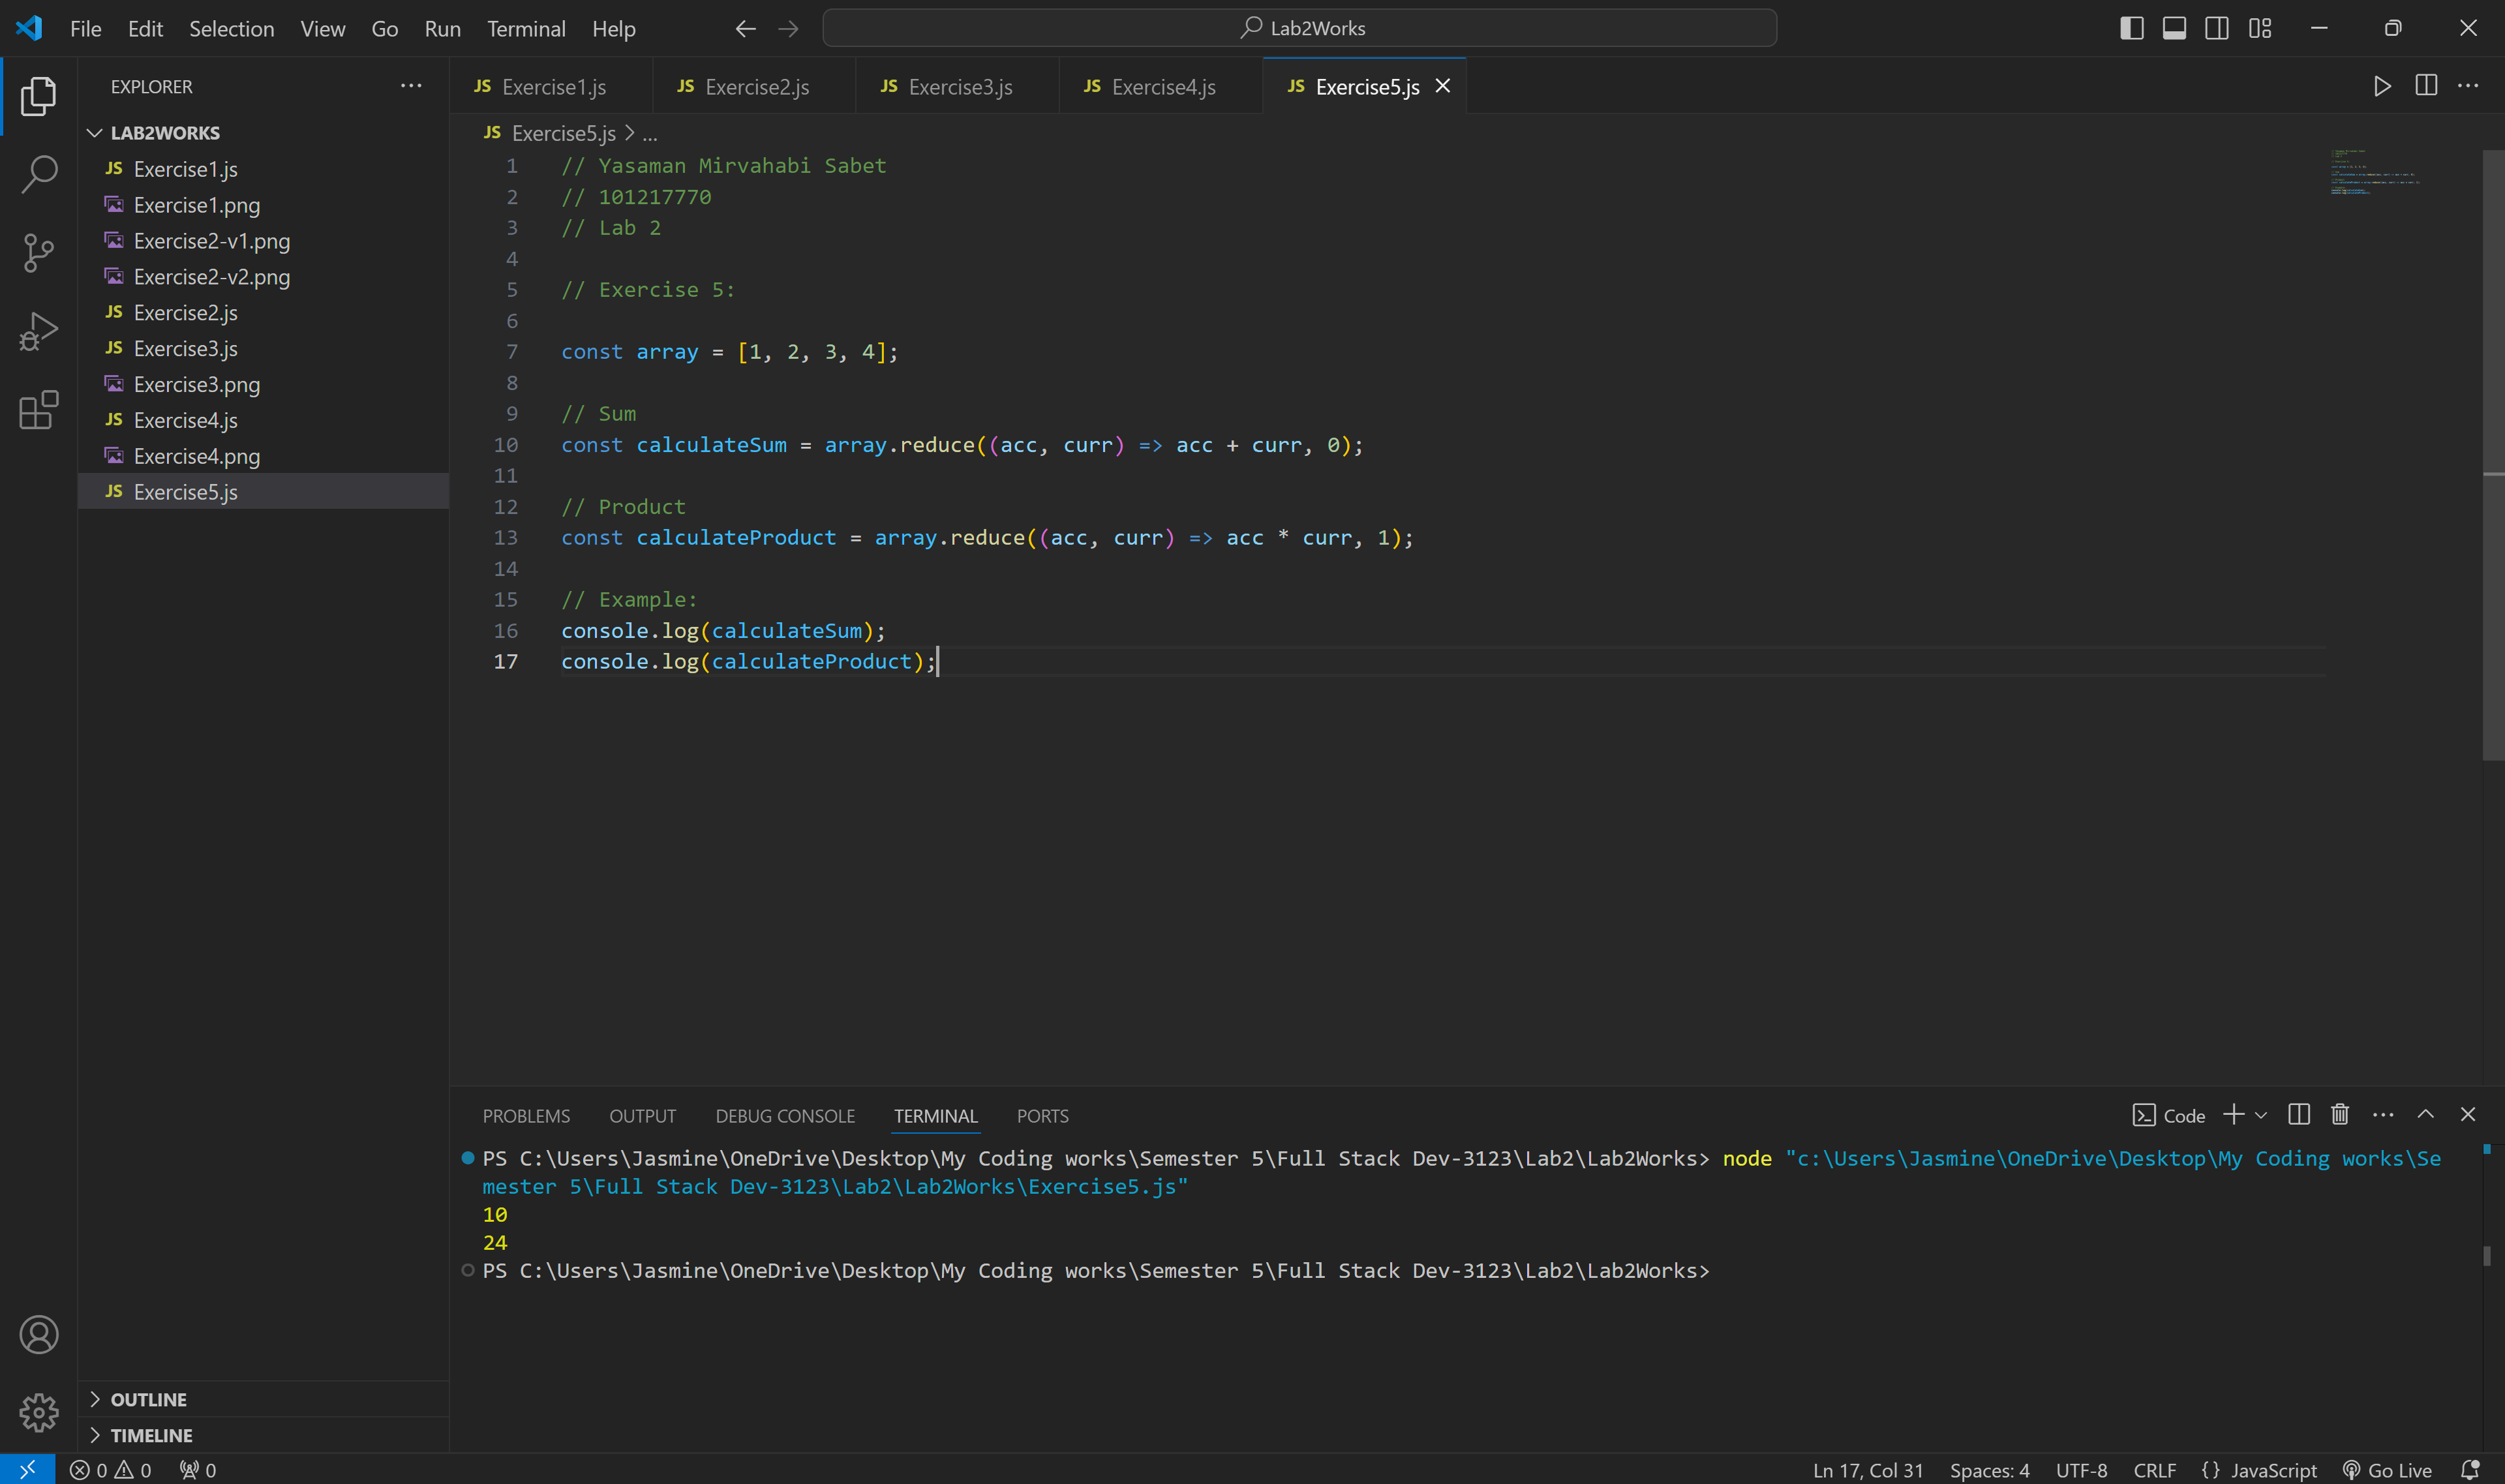 File Edit Selection View Go Run Terminal Help
Lab2Works
EXPLORER
LAB2WORKS
JS Exercise1.js
Exercise1.png
Exercise2-v1.png
Exercise2-v2.png
JS Exercise2.js
JS Exercise3.js
Exercise3.png
JS Exercise4.js
Exercise4.png
JS Exercise5.js
OUTLINE
TIMELINE
JS Exercise1.js JS Exercise2.js JS Exercise3.js JS Exercise4.js JS Exercise5.js
JS Exercise5.js > ...
1 // Yasaman Mirvahabi Sabet
2 // 101217770
3 // Lab 2
4
5 // Exercise 5:
6
7 const array = [1, 2, 3, 4];
8
9 // Sum
10 const calculateSum = array.reduce((acc, curr) => acc + curr, 0);
11
12 // Product
13 const calculateProduct = array.reduce((acc, curr) => acc * curr, 1);
14
15 // Example:
16 console.log(calculateSum);
17 console.log(calculateProduct);
PROBLEMS OUTPUT DEBUG CONSOLE TERMINAL PORTS
Code
PS C:\Users\Jasmine\OneDrive\Desktop\My Coding works\Semester 5\Full Stack Dev-3123\Lab2\Lab2Works> node "c:\Users\Jasmine\OneDrive\Desktop\My Coding works\Se
mester 5\Full Stack Dev-3123\Lab2\Lab2Works\Exercise5.js"
10
24
PS C:\Users\Jasmine\OneDrive\Desktop\My Coding works\Semester 5\Full Stack Dev-3123\Lab2\Lab2Works>
0 0 0
Ln 17, Col 31 Spaces: 4 UTF-8 CRLF {} JavaScript Go Live